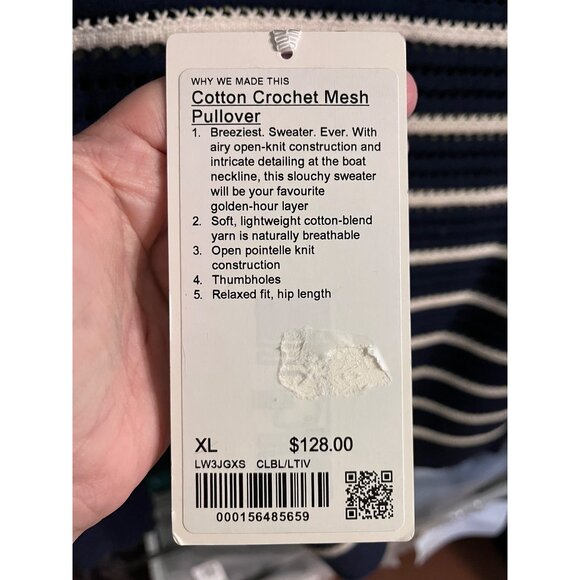 WHY WE MADE THIS
Cotton Crochet Mesh
Pullover
1. Breeziest. Sweater. Ever. With
airy open-knit construction and
intricate detailing at the boat
neckline, this slouchy sweater
will be your favourite
golden-hour layer
2. Soft, lightweight cotton-blend
yarn is naturally breathable
3. Open pointelle knit
construction
4. Thumbholes
5. Relaxed fit, hip length
XL $128.00
LW3JGXS CLBL/LTIV
000156485659